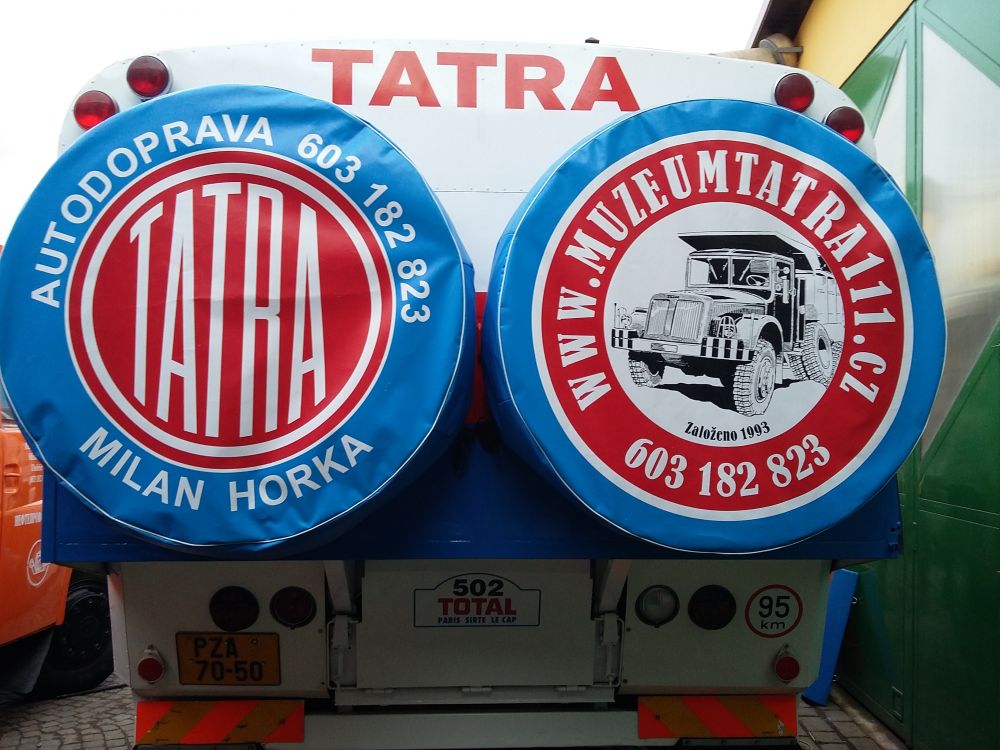 TATRA
AUTODOPRAVA 603 182 823
TATRA
MILAN HORKA
WWW.MUZEUMTATRA111.CZ
Založeno 1993
603 182 823
502
TOTAL
PARIS SIRTE LE CAP
95
km
PZA
70-50